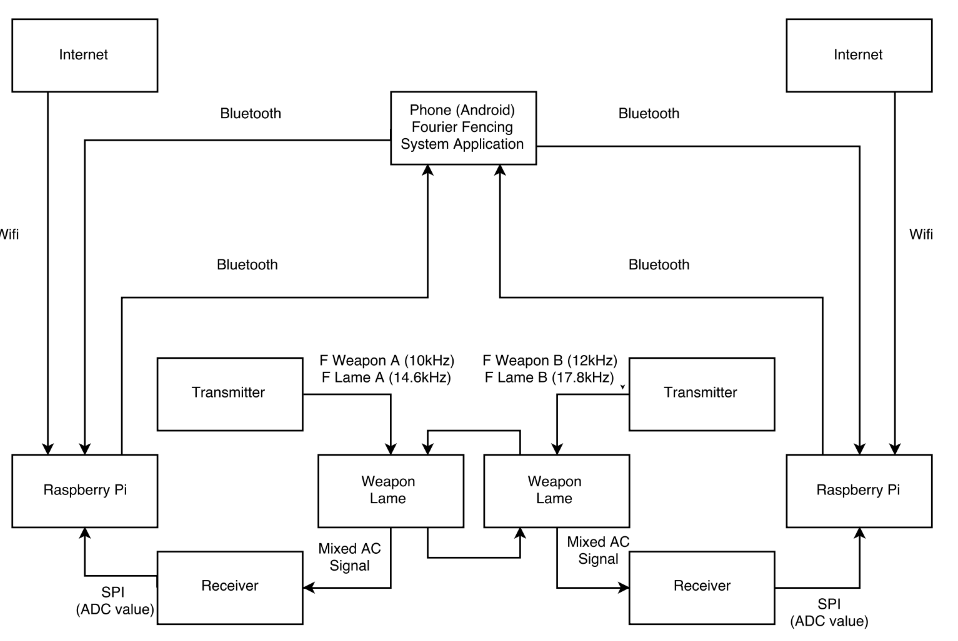 Internet
Internet
Bluetooth
Phone (Android)
Fourier Fencing
System Application
Bluetooth
Wifi
Wifi
Bluetooth
Bluetooth
Transmitter
F Weapon A (10kHz)
F Lame A (14.6kHz)
F Weapon B (12kHz)
F Lame B (17.8kHz)
Transmitter
Raspberry Pi
Weapon
Lame
Weapon
Lame
Raspberry Pi
Mixed AC
Signal
Mixed AC
Signal
Receiver
Receiver
SPI
(ADC value)
SPI
(ADC value)